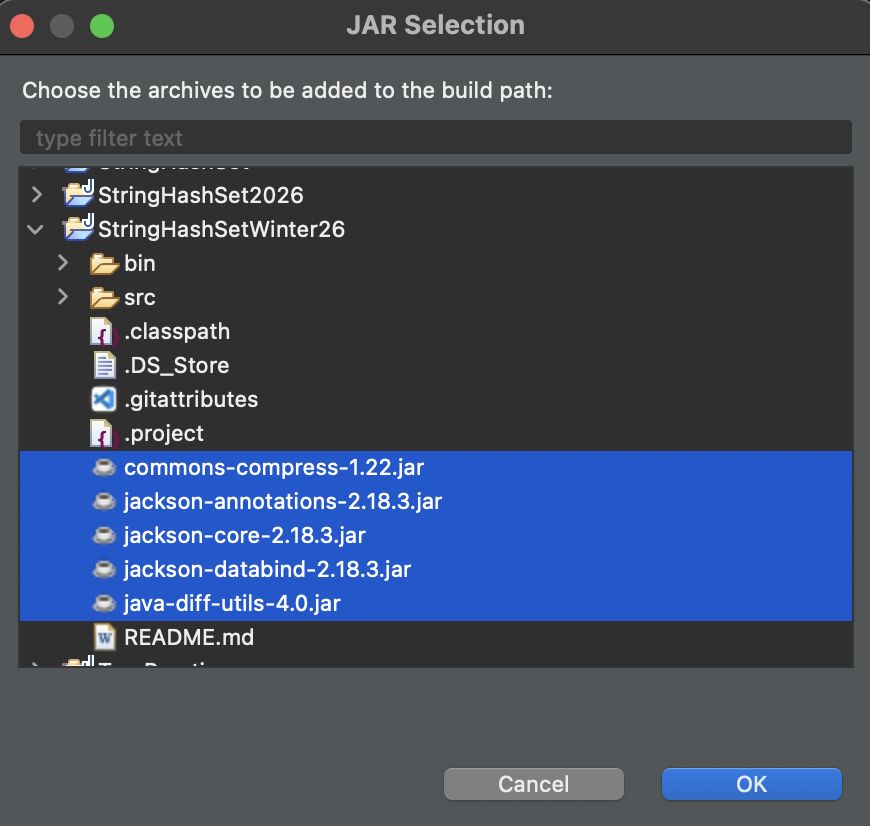 JAR Selection
Choose the archives to be added to the build path:
type filter text
StringHashSet
StringHashSet2026
StringHashSetWinter26
bin
src
.classpath
.DS_Store
.gitattributes
.project
commons-compress-1.22.jar
jackson-annotations-2.18.3.jar
jackson-core-2.18.3.jar
jackson-databind-2.18.3.jar
java-diff-utils-4.0.jar
README.md
Cancel
OK